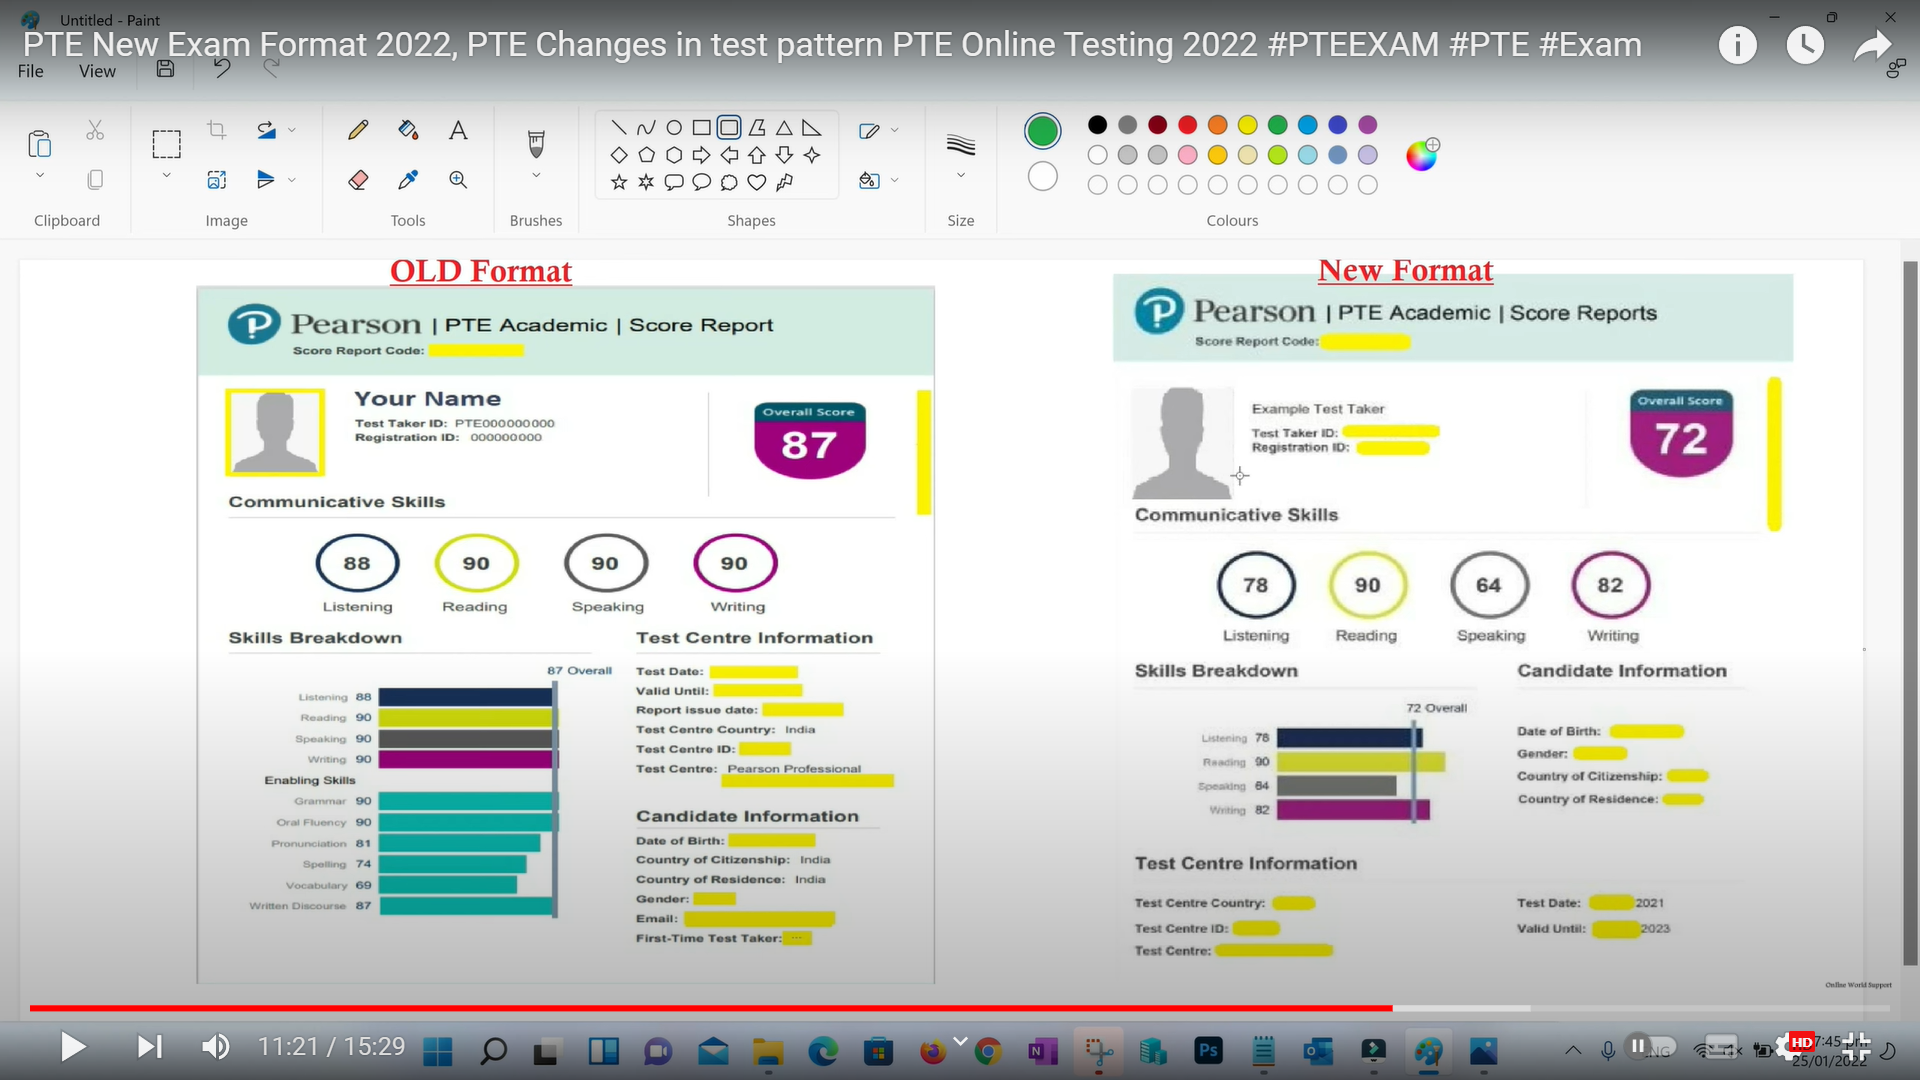 Untitled - Paint
PTE New Exam Format 2022, PTE Changes in test pattern PTE Online Testing 2022 #PTEEXAM #PTE #Exam
File View
Clipboard Image Tools Brushes Shapes Size Colours
OLD Format
Pearson | PTE Academic | Score Report
Score Report Code:
Your Name
Test Taker ID: PTE000000000
Registration ID: 000000000
Overall Score
87
Communicative Skills
88 90 90 90
Listening Reading Speaking Writing
Skills Breakdown
87 Overall
Listening 88
Reading 90
Speaking 90
Writing 90
Enabling Skills
Grammar 90
Oral Fluency 90
Pronunciation 81
Spelling 74
Vocabulary 69
Written Discourse 87
Test Centre Information
Test Date:
Valid Until:
Report issue date:
Test Centre Country: India
Test Centre ID:
Test Centre: Pearson Professional
Candidate Information
Date of Birth:
Country of Citizenship: India
Country of Residence: India
Gender:
Email:
First-Time Test Taker: ...
New Format
Pearson | PTE Academic | Score Reports
Score Report Code:
Example Test Taker
Test Taker ID:
Registration ID:
Overall Score
72
Communicative Skills
78 90 64 82
Listening Reading Speaking Writing
Skills Breakdown
72 Overall
Listening 78
Reading 90
Speaking 64
Writing 82
Candidate Information
Date of Birth:
Gender:
Country of Citizenship:
Country of Residence:
Test Centre Information
Test Centre Country:
Test Centre ID:
Test Centre:
Test Date: 2021
Valid Until: 2023
Online World Support
11:21 / 15:29
N
Ps
HD
25/01/2022